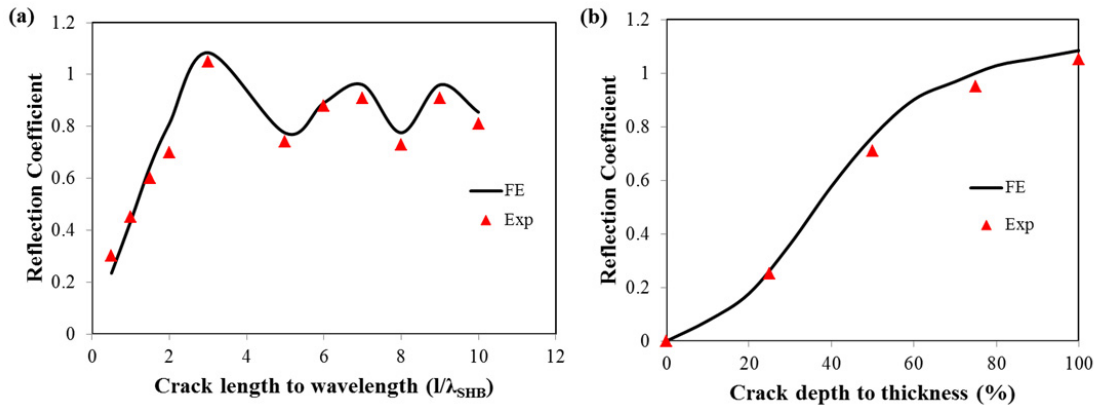 (a)
1.2
1
0.8
0.6
0.4
0.2
0
Reflection Coefficient
FE
Exp
0 2 4 6 8 10 12
Crack length to wavelength (l/λSHB)
(b)
1.2
1
0.8
0.6
0.4
0.2
0
Reflection Coefficient
FE
Exp
0 20 40 60 80 100
Crack depth to thickness (%)